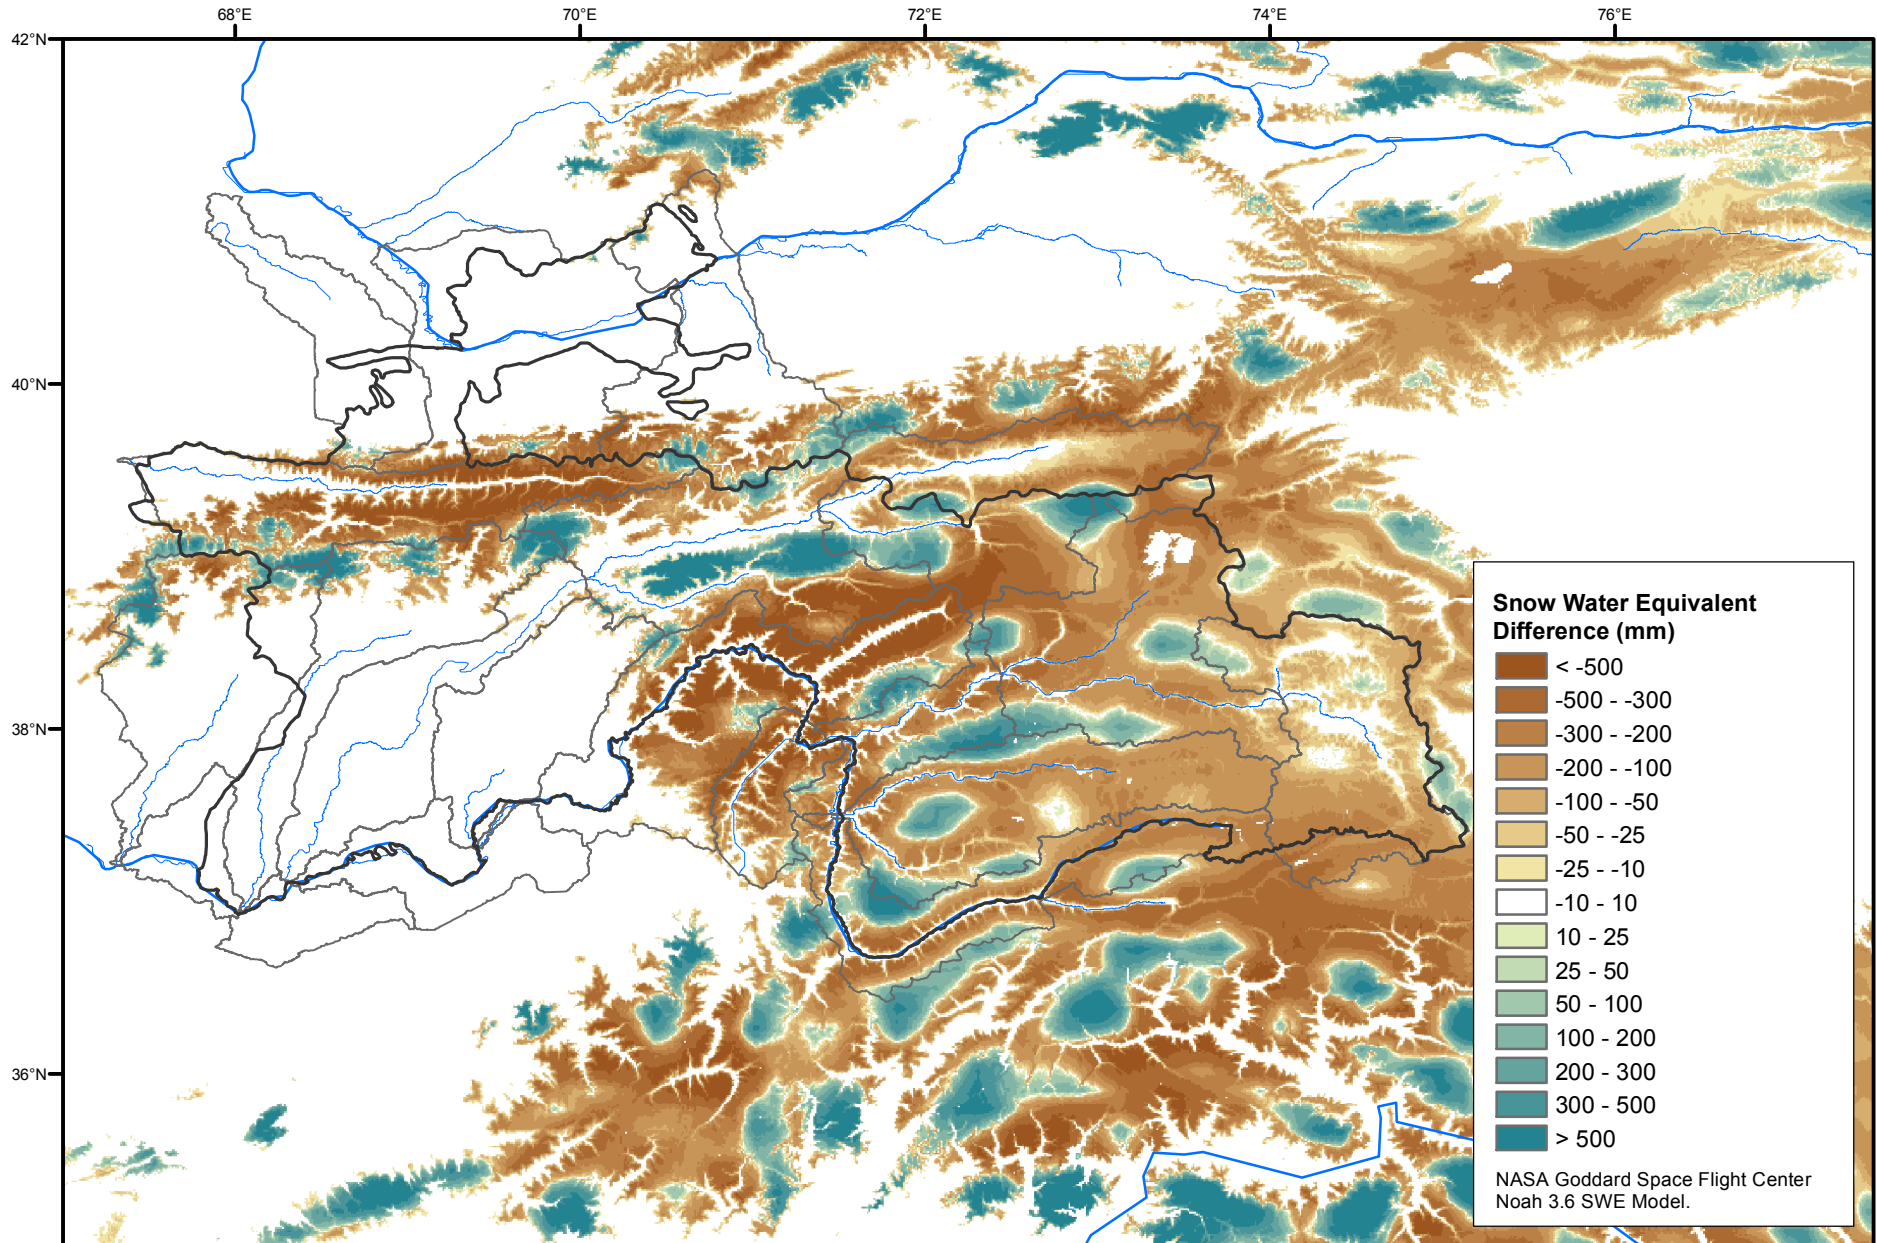 68°E
70°E
72°E
74°E
76°E
42°N
40°N
38°N
36°N
Snow Water Equivalent
Difference (mm)
< -500
-500 - -300
-300 - -200
-200 - -100
-100 - -50
-50 - -25
-25 - -10
-10 - 10
10 - 25
25 - 50
50 - 100
100 - 200
200 - 300
300 - 500
> 500
NASA Goddard Space Flight Center
Noah 3.6 SWE Model.